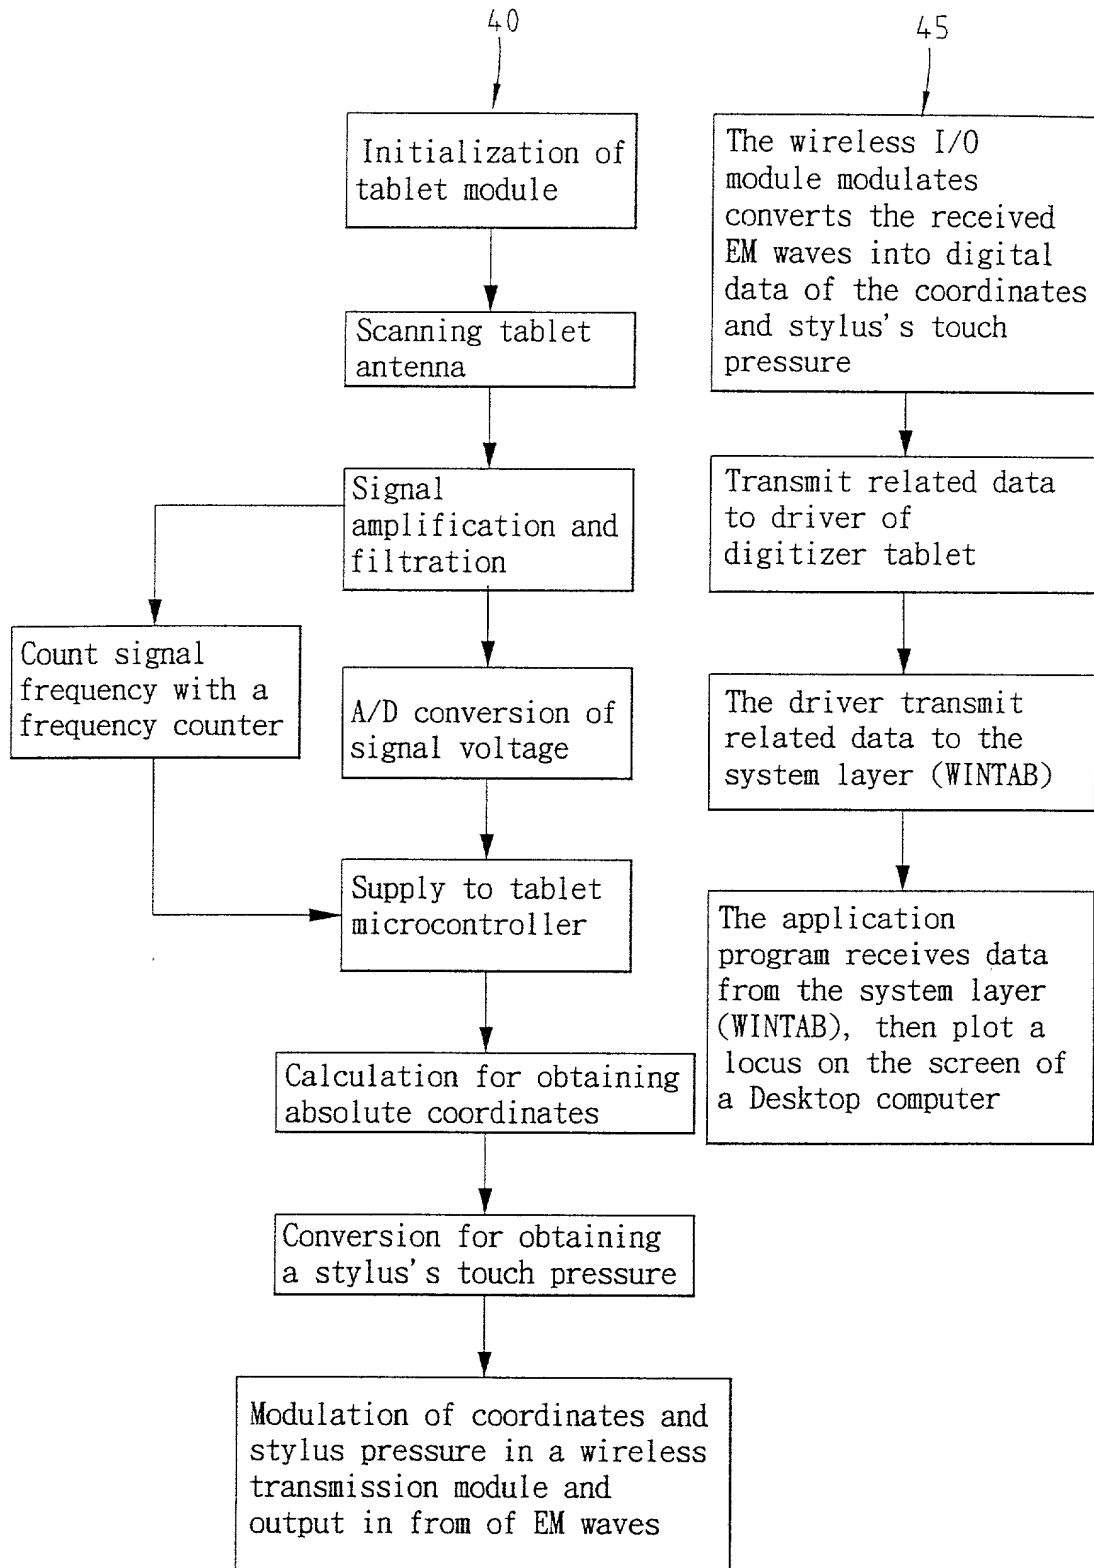 40
Initialization of
tablet module
Scanning tablet
antenna
Signal
amplification and
filtration
Count signal
frequency with a
frequency counter
A/D conversion of
signal voltage
Supply to tablet
microcontroller
Calculation for obtaining
absolute coordinates
Conversion for obtaining
a stylus's touch pressure
Modulation of coordinates and
stylus pressure in a wireless
transmission module and
output in from of EM waves
45
The wireless I/O
module modulates
converts the received
EM waves into digital
data of the coordinates
and stylus's touch
pressure
Transmit related data
to driver of
digitizer tablet
The driver transmit
related data to the
system layer (WINTAB)
The application
program receives data
from the system layer
(WINTAB), then plot a
locus on the screen of
a Desktop computer